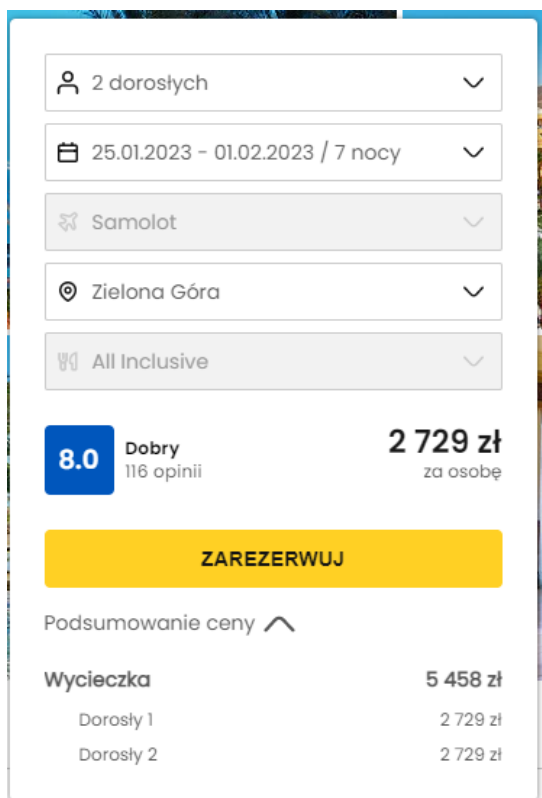 2 dorosłych
25.01.2023 - 01.02.2023 / 7 nocy
Samolot
Zielona Góra
All Inclusive
8.0
Dobry
116 opinii
2 729 zł
za osobę
ZAREZERWUJ
Podsumowanie ceny
Wycieczka 5 458 zł
Dorosły 1 2 729 zł
Dorosły 2 2 729 zł